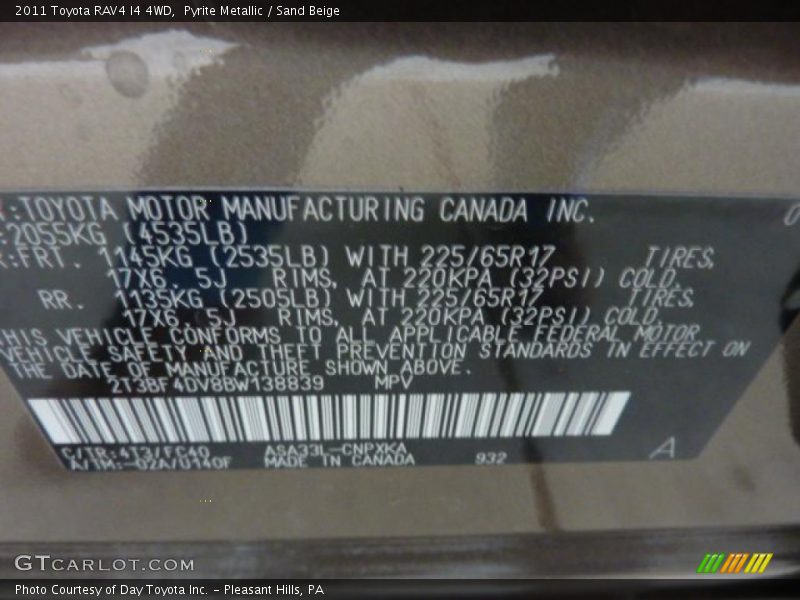 2011 Toyota RAV4 I4 4WD, Pyrite Metallic / Sand Beige
:TOYOTA MOTOR MANUFACTURING CANADA INC.
:2055KG (4535LB)
:FRT. 1145KG (2535LB) WITH 225/65R17 TIRES,
17X6.5J RIMS, AT 220KPA (32PSI) COLD.
RR. 1135KG (2505LB) WITH 225/65R17 TIRES,
17X6.5J RIMS, AT 220KPA (32PSI) COLD.
HIS VEHICLE CONFORMS TO ALL APPLICABLE FEDERAL MOTOR
VEHICLE SAFETY AND THEFT PREVENTION STANDARDS IN EFFECT ON
THE DATE OF MANUFACTURE SHOWN ABOVE.
2T3BF4DV8BW138839 MPV
C/TR:4T3/FC40 ASA33L-CNPXKA
A/TM:-02A/U140F MADE IN CANADA 932 A
GTCARLOT.COM
Photo Courtesy of Day Toyota Inc. - Pleasant Hills, PA